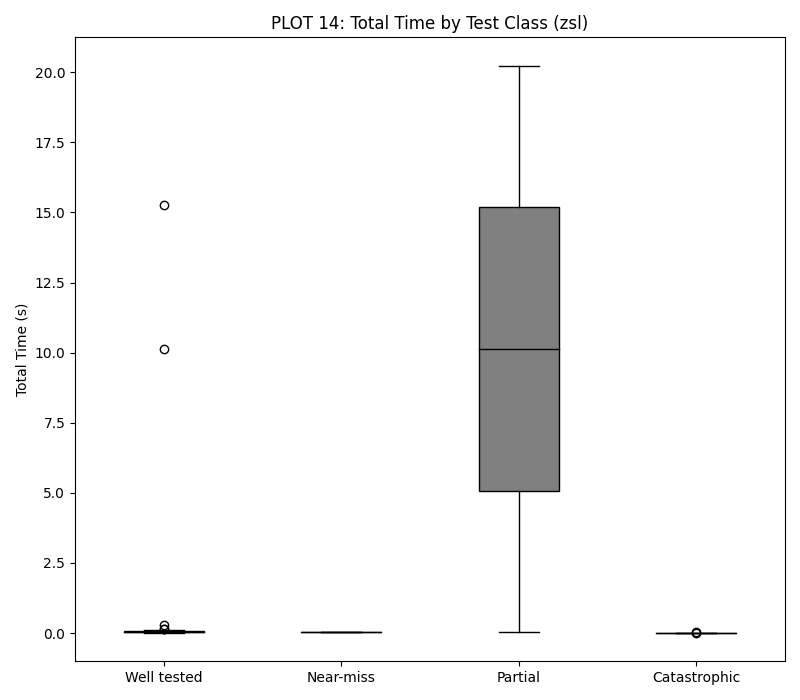 PLOT 14: Total Time by Test Class (zsl)
Total Time (s)
20.0
17.5
15.0
12.5
10.0
7.5
5.0
2.5
0.0
Well tested
Near-miss
Partial
Catastrophic